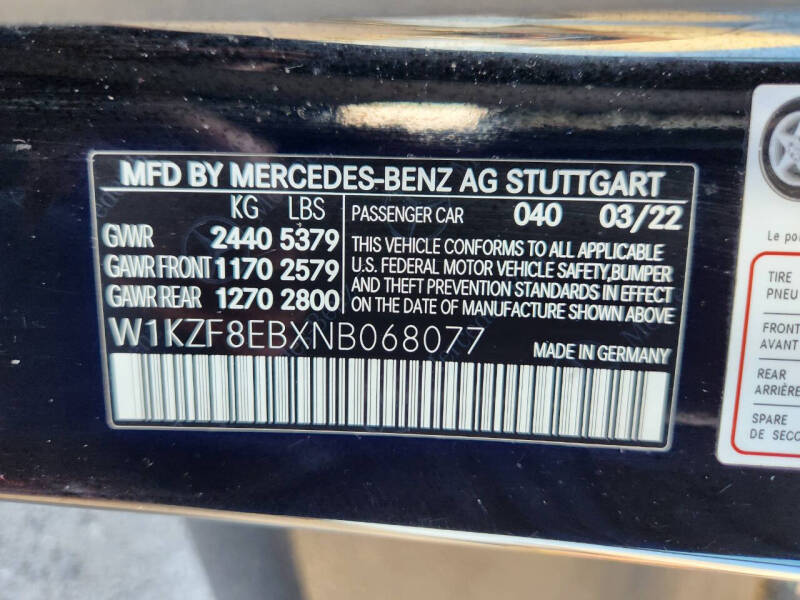 MFD BY MERCEDES-BENZ AG STUTTGART
KG LBS
GWWR 2440 5379
GAWR FRONT 1170 2579
GAWR REAR 1270 2800
PASSENGER CAR 040 03/22
THIS VEHICLE CONFORMS TO ALL APPLICABLE
U.S. FEDERAL MOTOR VEHICLE SAFETY,BUMPER
AND THEFT PREVENTION STANDARDS IN EFFECT
ON THE DATE OF MANUFACTURE SHOWN ABOVE.
W1KZF8EBXNB068077
MADE IN GERMANY
Le po
TIRE
PNEU
FRONT
AVANT
REAR
ARRIÈRE
SPARE
DE SECO